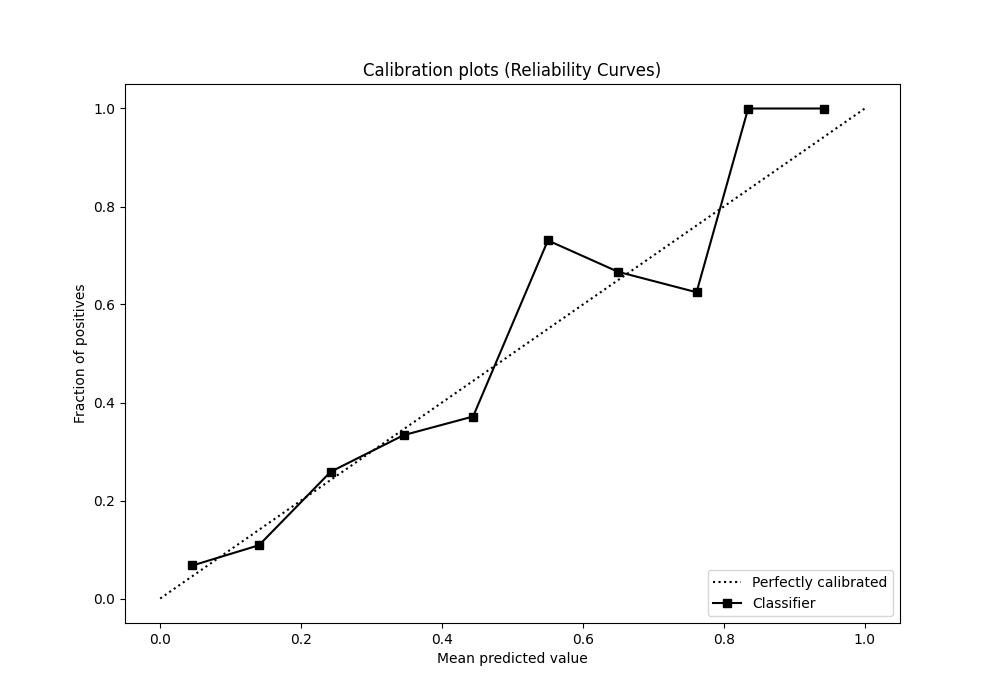 Calibration plots (Reliability Curves)
1.0
0.8
0.6
0.4
0.2
0.0
Fraction of positives
0.0 0.2 0.4 0.6 0.8 1.0
Mean predicted value
Perfectly calibrated
Classifier